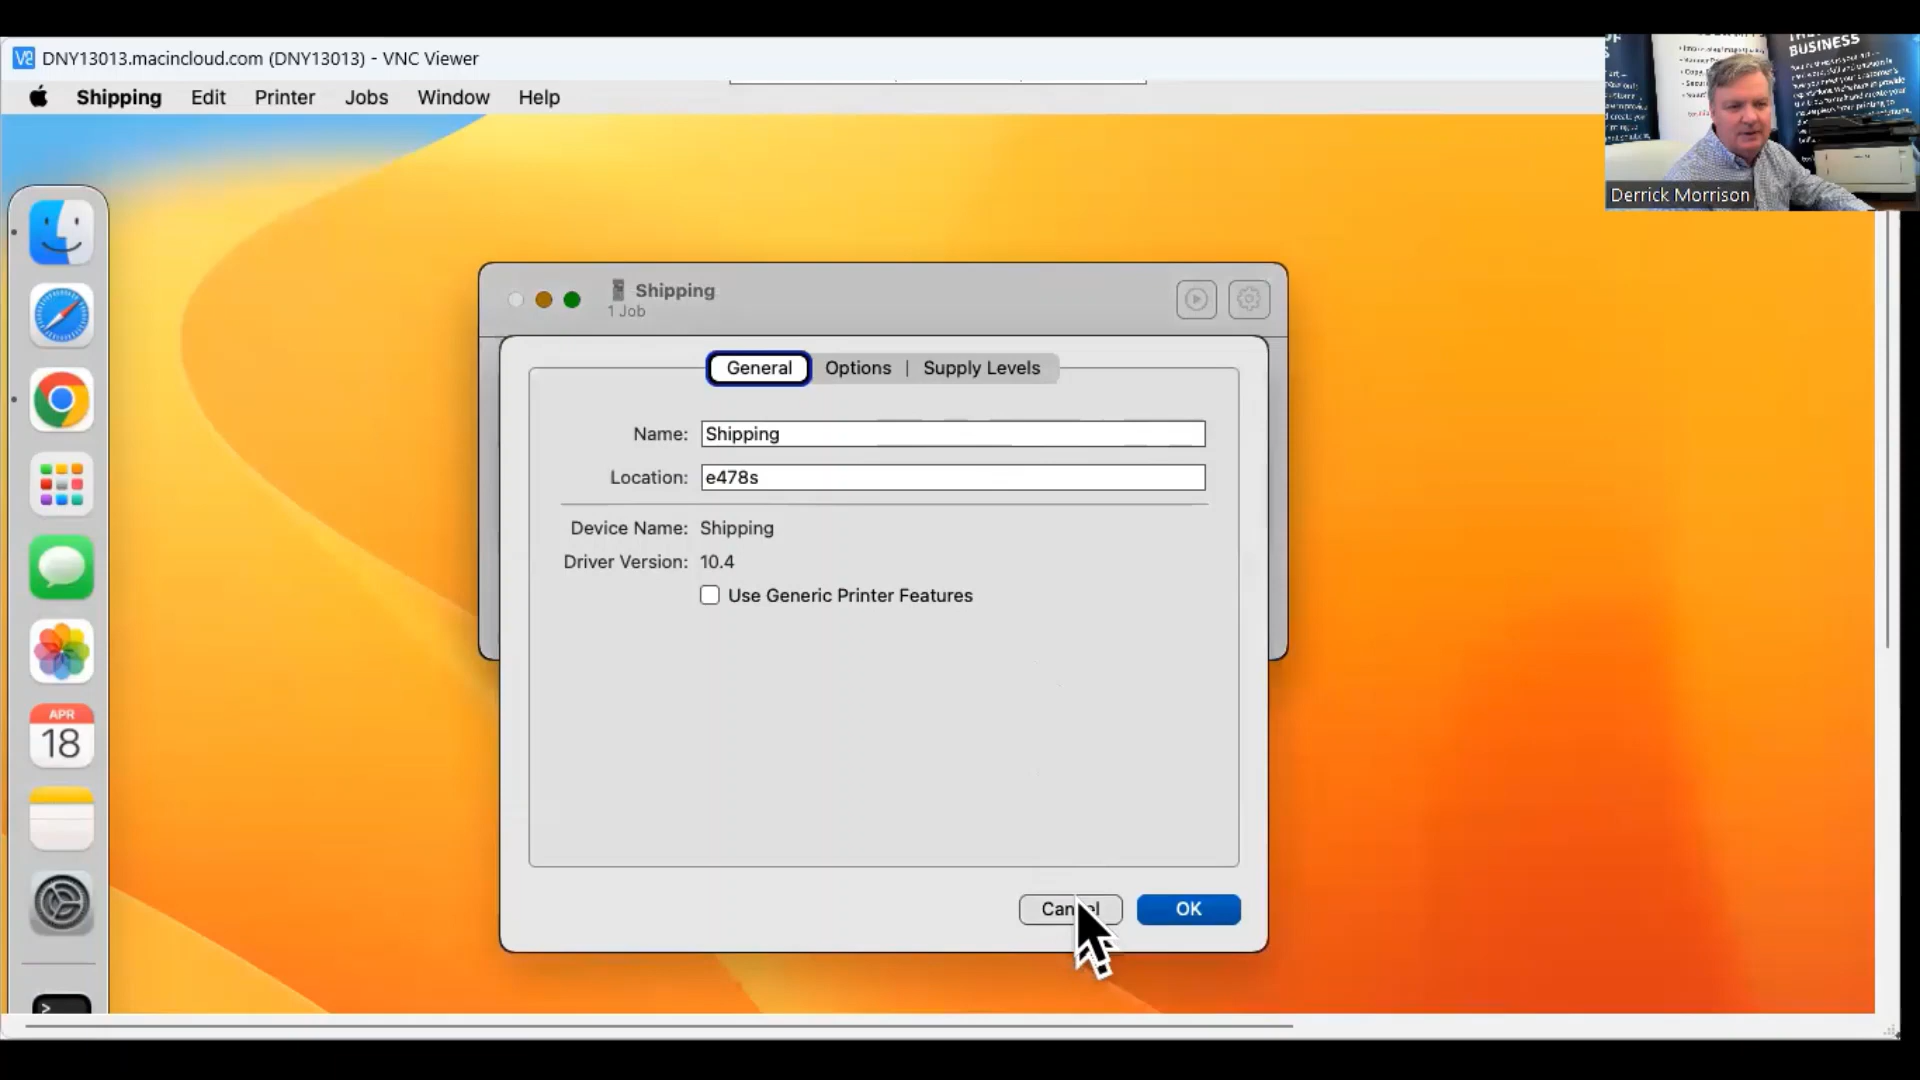 DNY13013.macincloud.com (DNY13013) - VNC Viewer
Shipping Edit Printer Jobs Window Help
BUSINESS
Derrick Morrison
Shipping
1 Job
General Options Supply Levels
Name: Shipping
Location: e478s
Device Name: Shipping
Driver Version: 10.4
Use Generic Printer Features
APR
18
Cancel OK